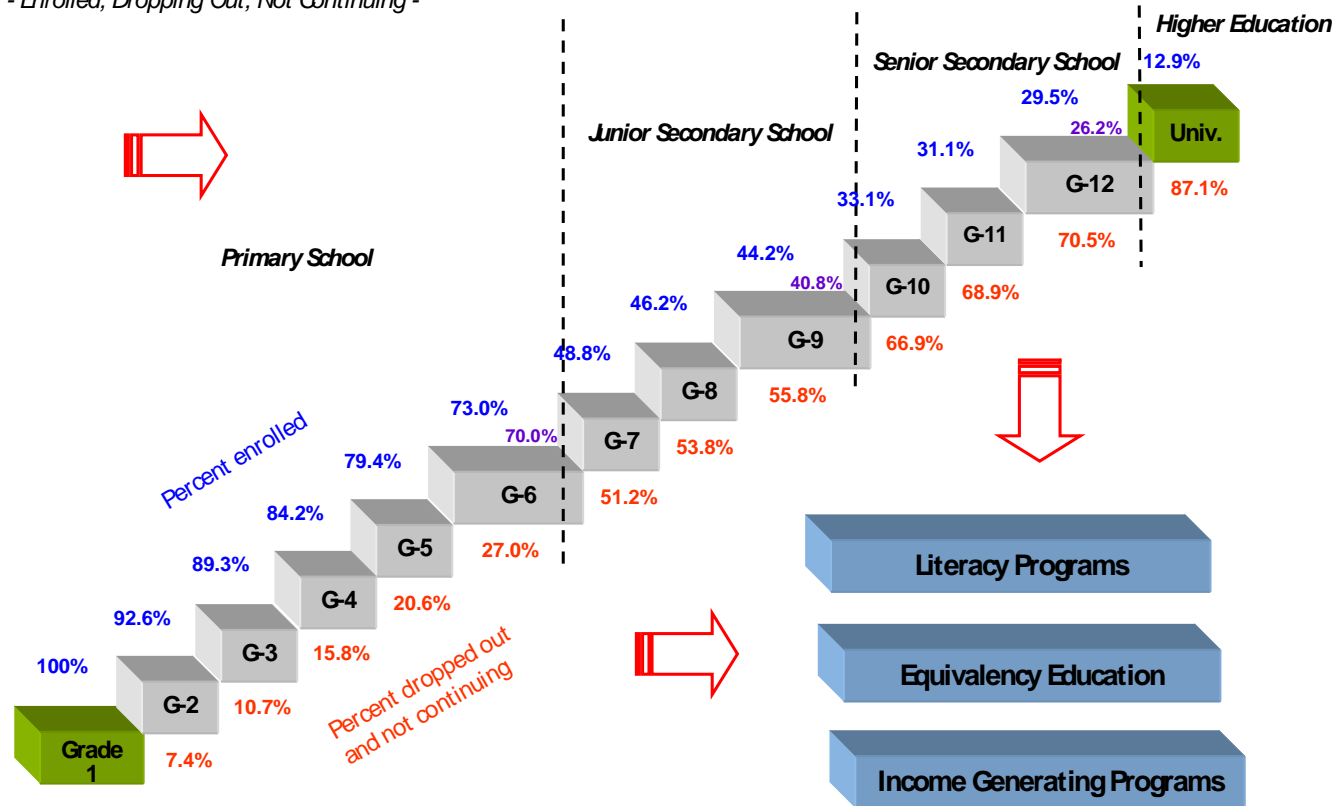 - Enrolled, Dropping Out, Not Continuing -
Higher Education
Senior Secondary School
12.9%
29.5%
26.2%
Univ.
Junior Secondary School
31.1%
G-12
87.1%
33.1%
G-11
70.5%
Primary School
44.2%
40.8%
G-10
68.9%
46.2%
G-9
66.9%
48.8%
G-8
55.8%
73.0%
70.0%
G-7
53.8%
Percent enrolled
79.4%
G-6
51.2%
84.2%
G-5
27.0%
89.3%
G-4
20.6%
92.6%
G-3
15.8%
100%
G-2
10.7%
Grade
1
7.4%
Percent dropped out
and not continuing
Literacy Programs
Equivalency Education
Income Generating Programs